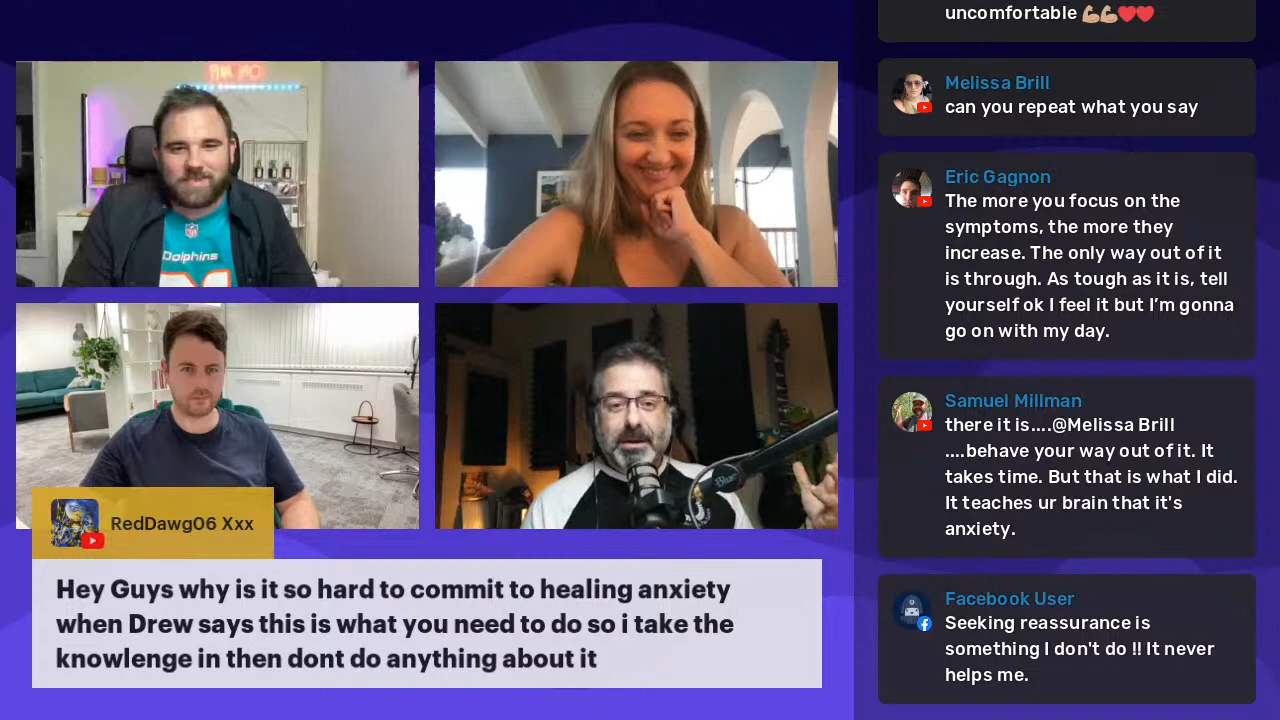 ON AIR
Dolphins
RedDawg06 Xxx
Hey Guys why is it so hard to commit to healing anxiety
when Drew says this is what you need to do so i take the
knowlenge in then dont do anything about it
uncomfortable 💪🏼💪🏼❤️❤️
Melissa Brill
can you repeat what you say
Eric Gagnon
The more you focus on the
symptoms, the more they
increase. The only way out of it
is through. As tough as it is, tell
yourself ok I feel it but I’m gonna
go on with my day.
Samuel Millman
there it is....@Melissa Brill
....behave your way out of it. It
takes time. But that is what I did.
It teaches ur brain that it's
anxiety.
Facebook User
Seeking reassurance is
something I don't do !! It never
helps me.